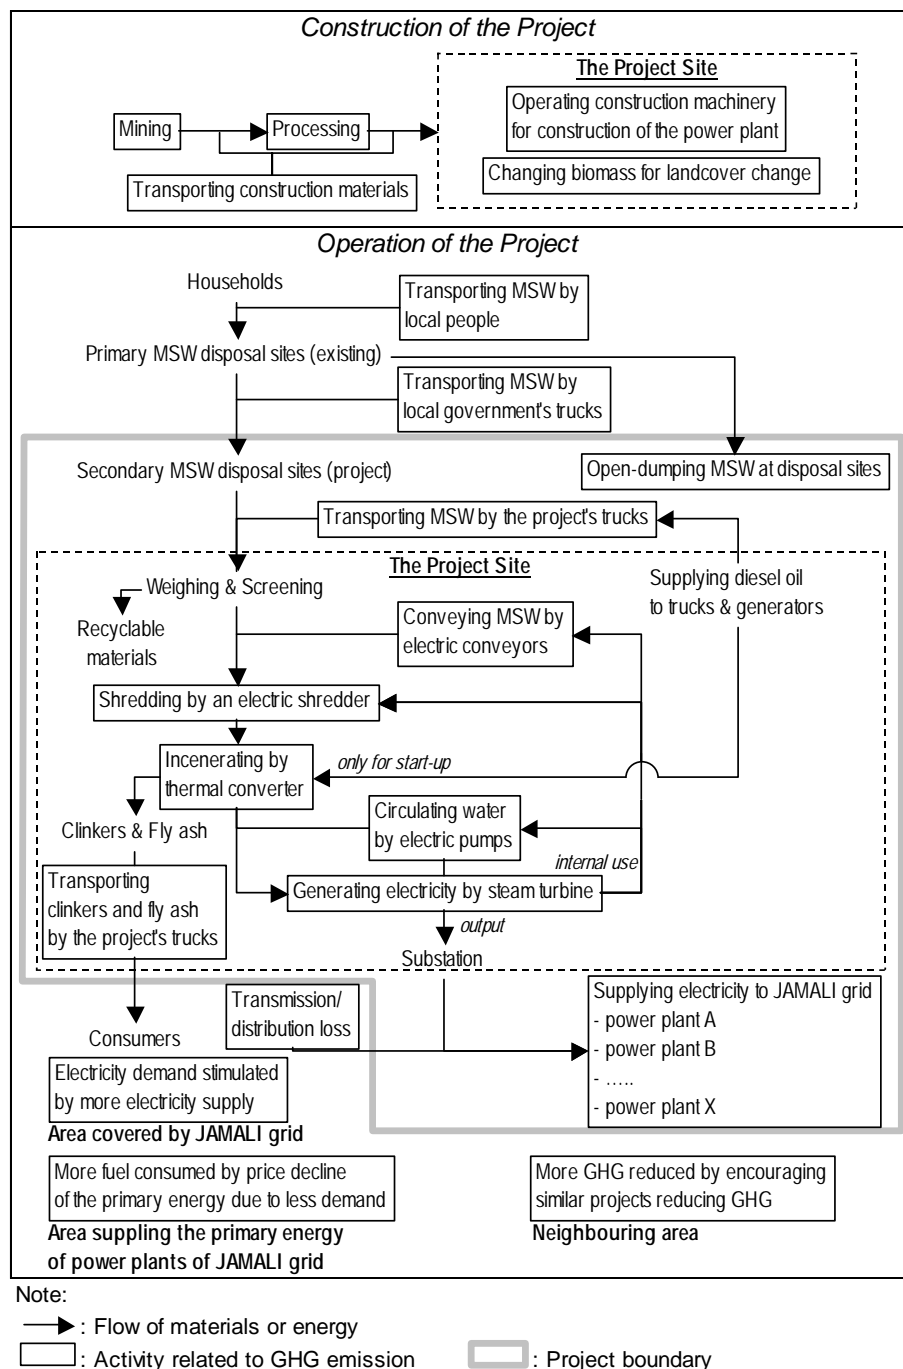 Construction of the Project
The Project Site
Operating construction machinery
for construction of the power plant
Mining
Processing
Changing biomass for landcover change
Transporting construction materials
Operation of the Project
Households
Transporting MSW by
local people
Primary MSW disposal sites (existing)
Transporting MSW by
local government's trucks
Secondary MSW disposal sites (project)
Open-dumping MSW at disposal sites
Transporting MSW by the project's trucks
The Project Site
Supplying diesel oil
to trucks & generators
Weighing & Screening
Recyclable
materials
Conveying MSW by
electric conveyors
Shredding by an electric shredder
Incenerating by
thermal converter
only for start-up
Circulating water
by electric pumps
Clinkers & Fly ash
internal use
Transporting
clinkers and fly ash
by the project's trucks
Generating electricity by steam turbine
output
Substation
Transmission/
distribution loss
Supplying electricity to JAMALI grid
- power plant A
- power plant B
- .....
- power plant X
Consumers
Electricity demand stimulated
by more electricity supply
Area covered by JAMALI grid
More fuel consumed by price decline
of the primary energy due to less demand
Area suppling the primary energy
of power plants of JAMALI grid
More GHG reduced by encouraging
similar projects reducing GHG
Neighbouring area
Note:
: Flow of materials or energy
: Activity related to GHG emission
: Project boundary